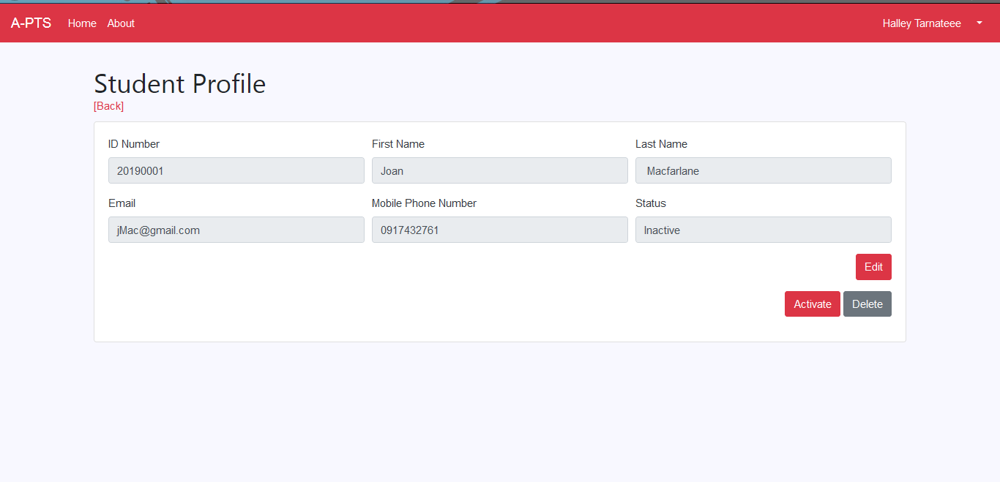 A-PTS Home About Halley Tarnateee
Student Profile
[Back]
ID Number First Name Last Name
20190001 Joan Macfarlane
Email Mobile Phone Number Status
jMac@gmail.com 0917432761 Inactive
Edit
Activate Delete